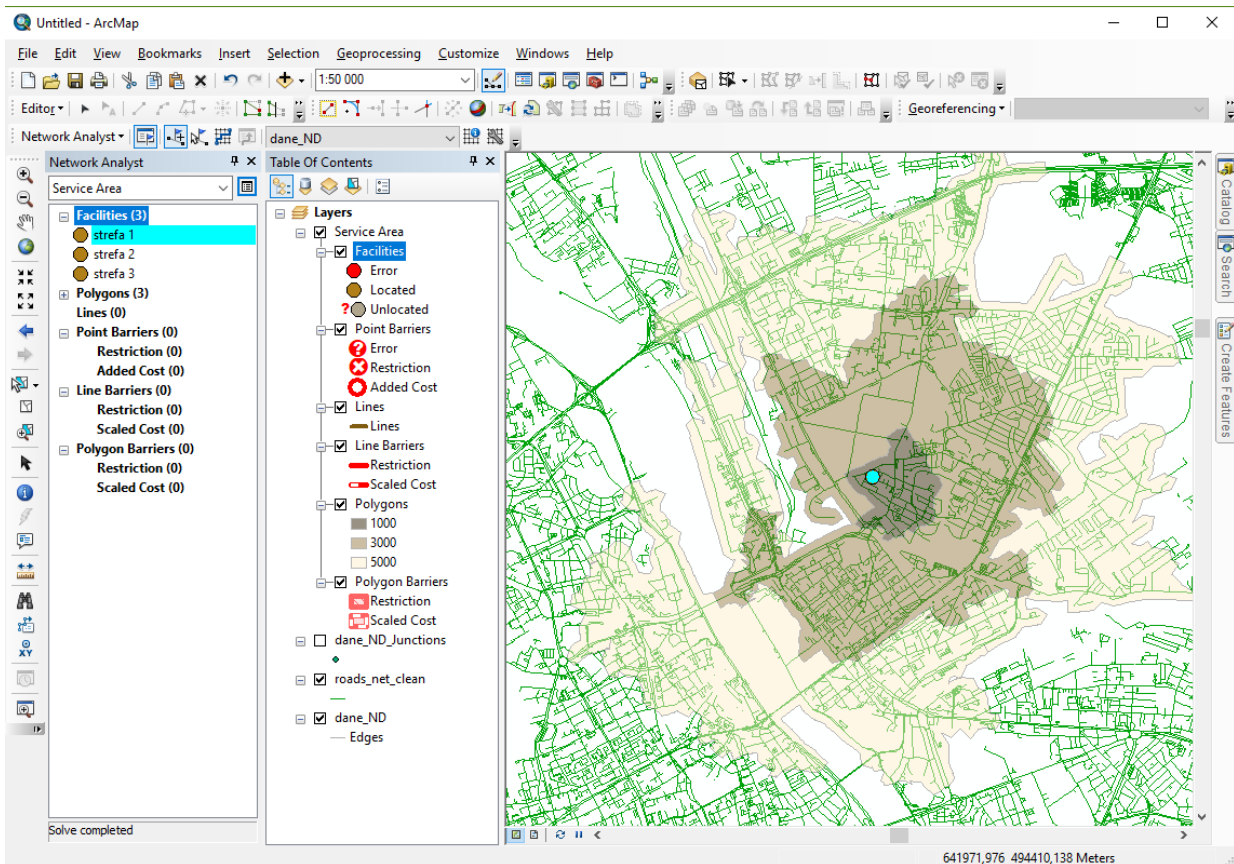 Untitled - ArcMap
File Edit View Bookmarks Insert Selection Geoprocessing Customize Windows Help
1:50 000
Editor Georeferencing
Network Analyst dane_ND
Network Analyst
Service Area
Facilities (3)
strefa 1
strefa 2
strefa 3
Polygons (3)
Lines (0)
Point Barriers (0)
Restriction (0)
Added Cost (0)
Line Barriers (0)
Restriction (0)
Scaled Cost (0)
Polygon Barriers (0)
Restriction (0)
Scaled Cost (0)
Solve completed
Table Of Contents
Layers
Service Area
Facilities
Error
Located
? Unlocated
Point Barriers
Error
Restriction
Added Cost
Lines
Lines
Line Barriers
Restriction
Scaled Cost
Polygons
1000
3000
5000
Polygon Barriers
Restriction
Scaled Cost
dane_ND_Junctions
roads_net_clean
dane_ND
Edges
Catalog
Search
Create Features
XY
641971,976 494410,138 Meters